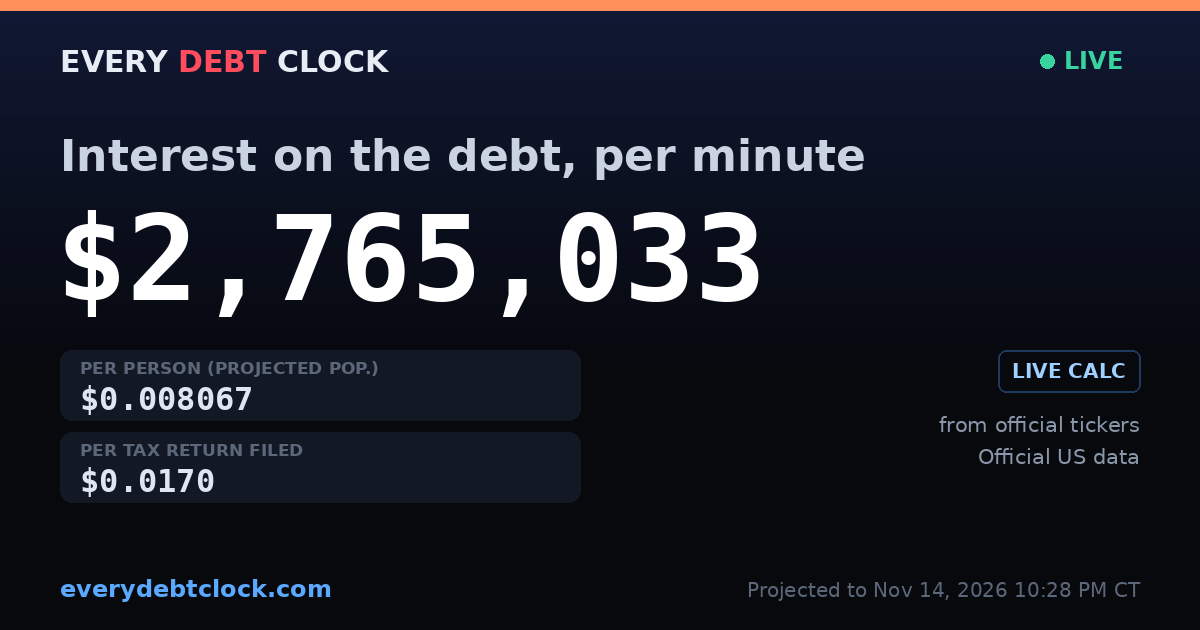 EVERY DEBT CLOCK
LIVE
Interest on the debt, per minute
$2,765,033
PER PERSON (PROJECTED POP.)
$0.008067
PER TAX RETURN FILED
$0.0170
LIVE CALC
from official tickers
Official US data
everydebtclock.com
Projected to Nov 14, 2026 10:28 PM CT